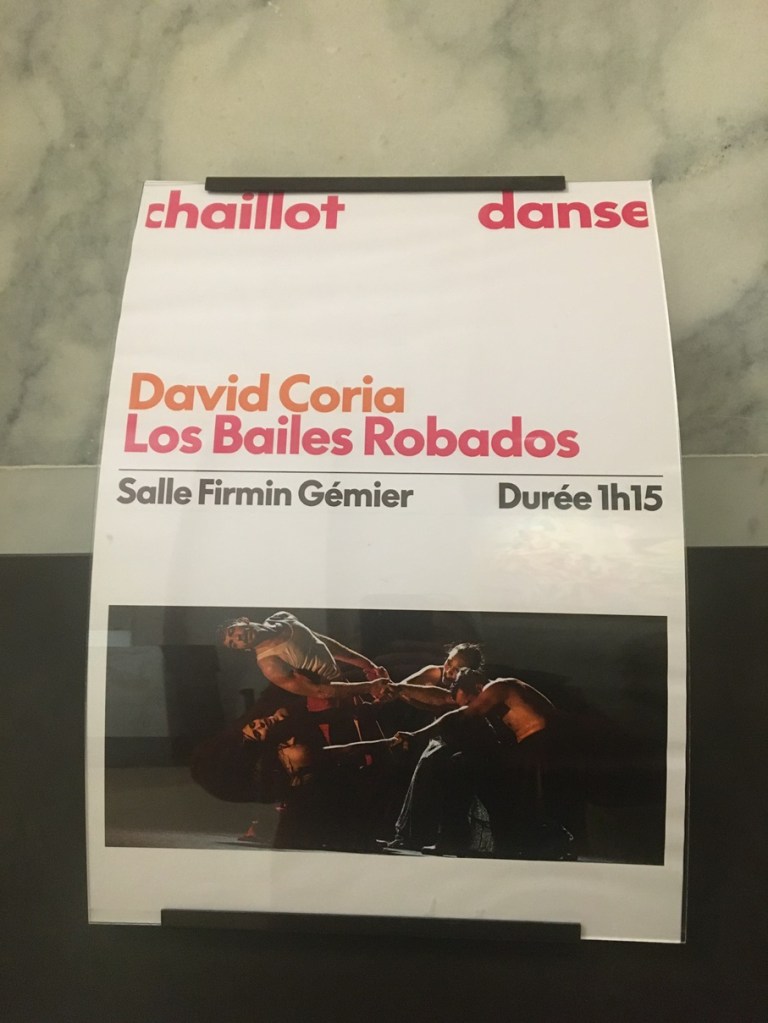 chaillot danse
David Coria
Los Bailes Robados
Salle Firmin Gémier Durée 1h15